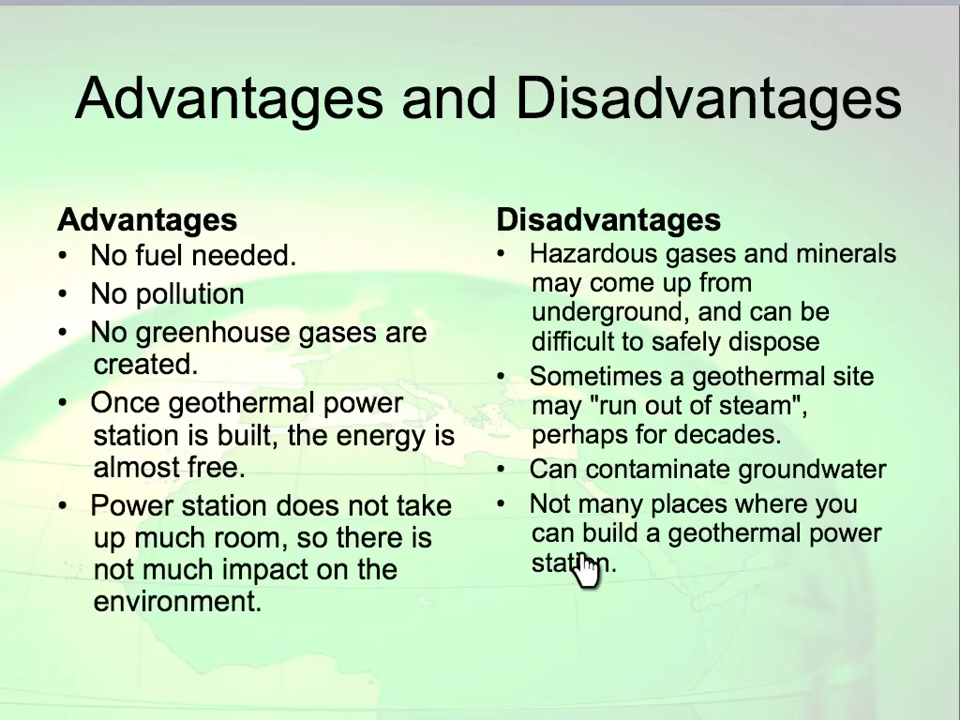 Advantages and Disadvantages
Advantages
• No fuel needed.
• No pollution
• No greenhouse gases are
created.
• Once geothermal power
station is built, the energy is
almost free.
• Power station does not take
up much room, so there is
not much impact on the
environment.
Disadvantages
• Hazardous gases and minerals
may come up from
underground, and can be
difficult to safely dispose
• Sometimes a geothermal site
may "run out of steam",
perhaps for decades.
• Can contaminate groundwater
• Not many places where you
can build a geothermal power
station.